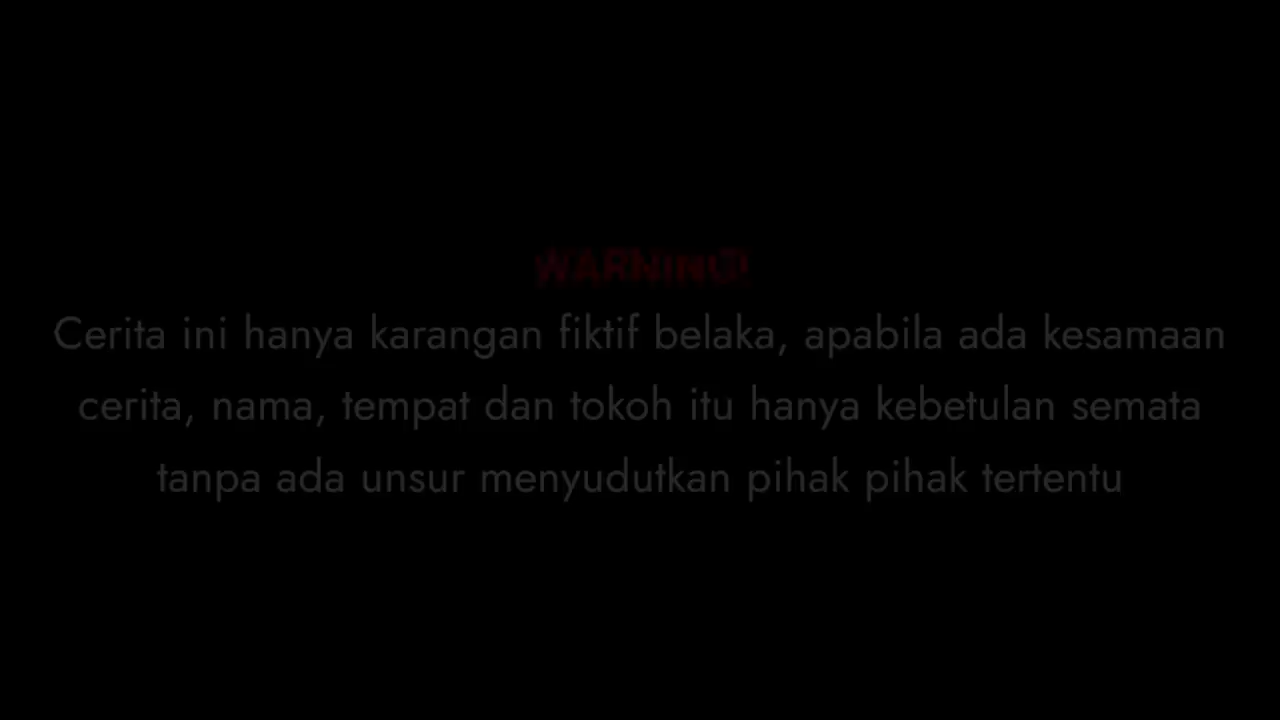 WARNING!
Cerita ini hanya karangan fiktif belaka, apabila ada kesamaan
cerita, nama, tempat dan tokoh itu hanya kebetulan semata
tanpa ada unsur menyudutkan pihak pihak tertentu